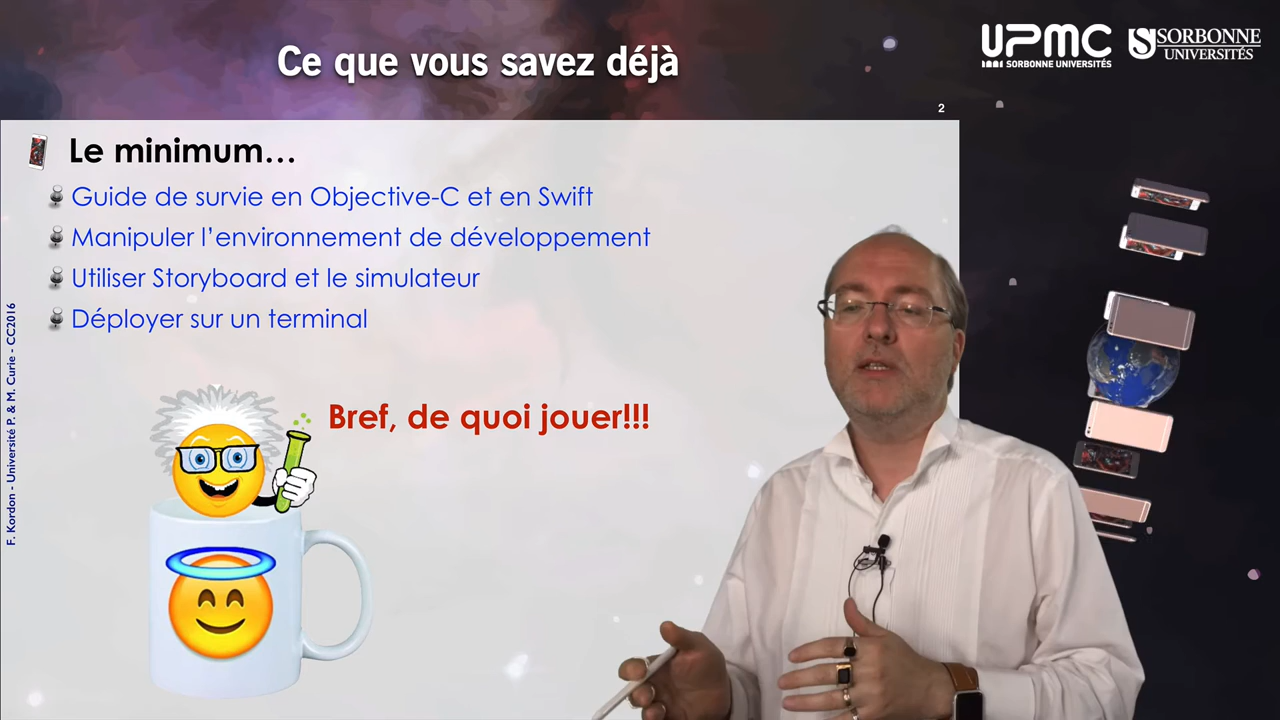 Ce que vous savez déjà
UPMC
SORBONNE UNIVERSITÉS
SORBONNE
UNIVERSITÉS
2
Le minimum…
Guide de survie en Objective-C et en Swift
Manipuler l’environnement de développement
Utiliser Storyboard et le simulateur
Déployer sur un terminal
Bref, de quoi jouer!!!
F. Kordon - Université P. & M. Curie - CC2016